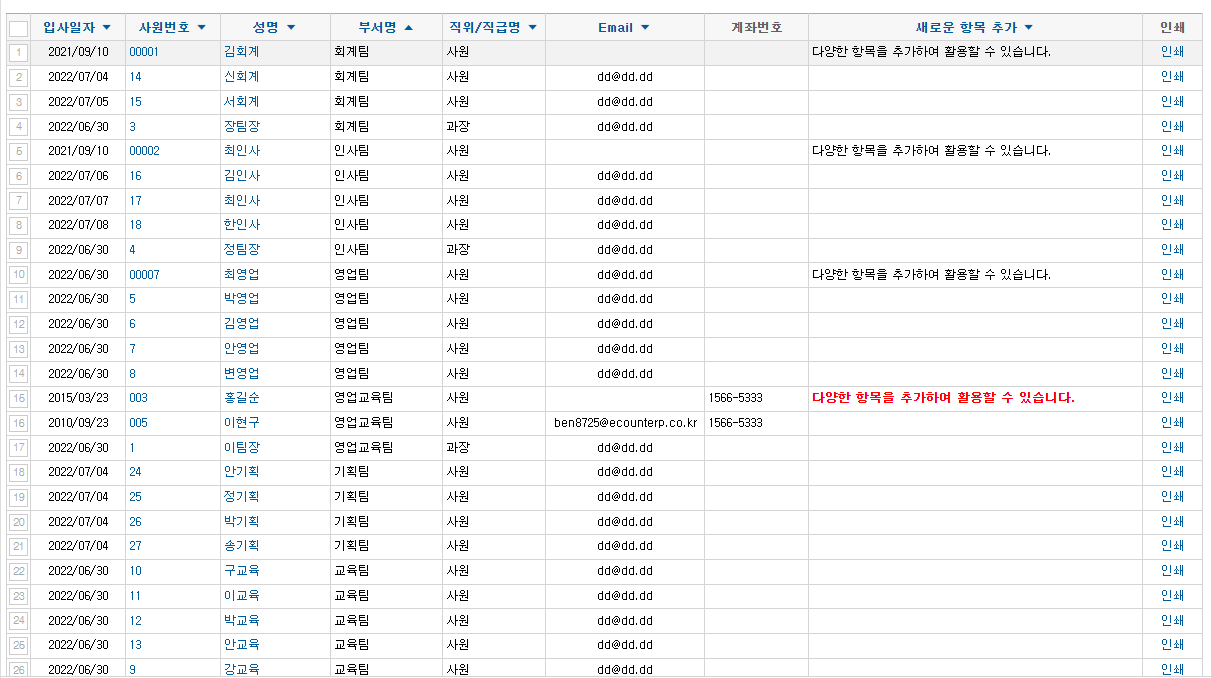 입사일자 ▼ 사원번호 ▼ 성명 ▼ 부서명 ▲ 직위/직급명 ▼ Email ▼ 계좌번호 새로운 항목 추가 ▼ 인쇄
1 2021/09/10 00001 김회계 회계팀 사원 다양한 항목을 추가하여 활용할 수 있습니다. 인쇄
2 2022/07/04 14 신회계 회계팀 사원 dd@dd.dd 인쇄
3 2022/07/05 15 서회계 회계팀 사원 dd@dd.dd 인쇄
4 2022/06/30 3 장팀장 회계팀 과장 dd@dd.dd 인쇄
5 2021/09/10 00002 최인사 인사팀 사원 다양한 항목을 추가하여 활용할 수 있습니다. 인쇄
6 2022/07/06 16 김인사 인사팀 사원 dd@dd.dd 인쇄
7 2022/07/07 17 최인사 인사팀 사원 dd@dd.dd 인쇄
8 2022/07/08 18 한인사 인사팀 사원 dd@dd.dd 인쇄
9 2022/06/30 4 정팀장 인사팀 과장 dd@dd.dd 인쇄
10 2022/06/30 00007 최영업 영업팀 사원 dd@dd.dd 다양한 항목을 추가하여 활용할 수 있습니다. 인쇄
11 2022/06/30 5 박영업 영업팀 사원 dd@dd.dd 인쇄
12 2022/06/30 6 김영업 영업팀 사원 dd@dd.dd 인쇄
13 2022/06/30 7 안영업 영업팀 사원 dd@dd.dd 인쇄
14 2022/06/30 8 변영업 영업팀 사원 dd@dd.dd 인쇄
15 2015/03/23 003 홍길순 영업교육팀 사원 1566-5333 다양한 항목을 추가하여 활용할 수 있습니다. 인쇄
16 2010/09/23 005 이현구 영업교육팀 사원 ben8725@ecounterp.co.kr 1566-5333 인쇄
17 2022/06/30 1 이팀장 영업교육팀 과장 dd@dd.dd 인쇄
18 2022/07/04 24 안기획 기획팀 사원 dd@dd.dd 인쇄
19 2022/07/04 25 정기획 기획팀 사원 dd@dd.dd 인쇄
20 2022/07/04 26 박기획 기획팀 사원 dd@dd.dd 인쇄
21 2022/07/04 27 송기획 기획팀 사원 dd@dd.dd 인쇄
22 2022/06/30 10 구교육 교육팀 사원 dd@dd.dd 인쇄
23 2022/06/30 11 이교육 교육팀 사원 dd@dd.dd 인쇄
24 2022/06/30 12 박교육 교육팀 사원 dd@dd.dd 인쇄
25 2022/06/30 13 안교육 교육팀 사원 dd@dd.dd 인쇄
26 2022/06/30 9 강교육 교육팀 사원 dd@dd.dd 인쇄